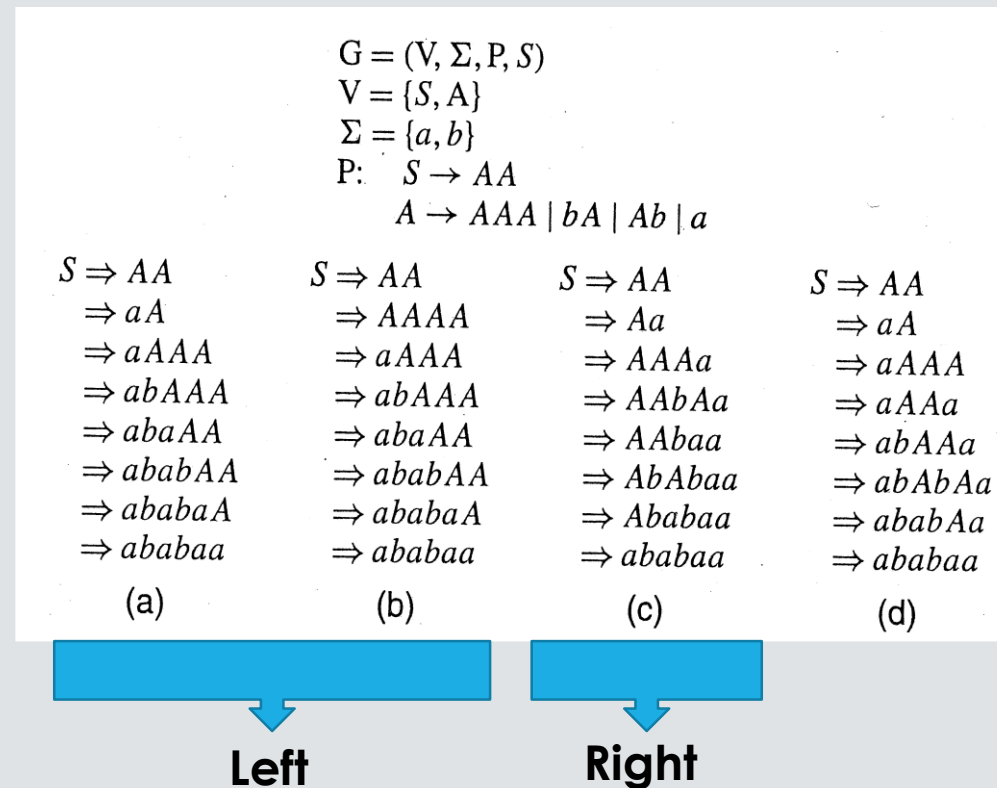 G = (V, Σ, P, S)
V = {S, A}
Σ = {a, b}
P: S → AA
A → AAA | bA | Ab | a
S ⇒ AA
⇒ aA
⇒ aAAA
⇒ abAAA
⇒ abaAA
⇒ ababAA
⇒ ababaA
⇒ ababaa
(a)
S ⇒ AA
⇒ AAAA
⇒ aAAA
⇒ abAAA
⇒ abaAA
⇒ ababAA
⇒ ababaA
⇒ ababaa
(b)
S ⇒ AA
⇒ Aa
⇒ AAAa
⇒ AAbAa
⇒ AAbaa
⇒ AbAbaa
⇒ Ababaa
⇒ ababaa
(c)
S ⇒ AA
⇒ aA
⇒ aAAA
⇒ aAAa
⇒ abAAa
⇒ abAbAa
⇒ ababAa
⇒ ababaa
(d)
Left
Right